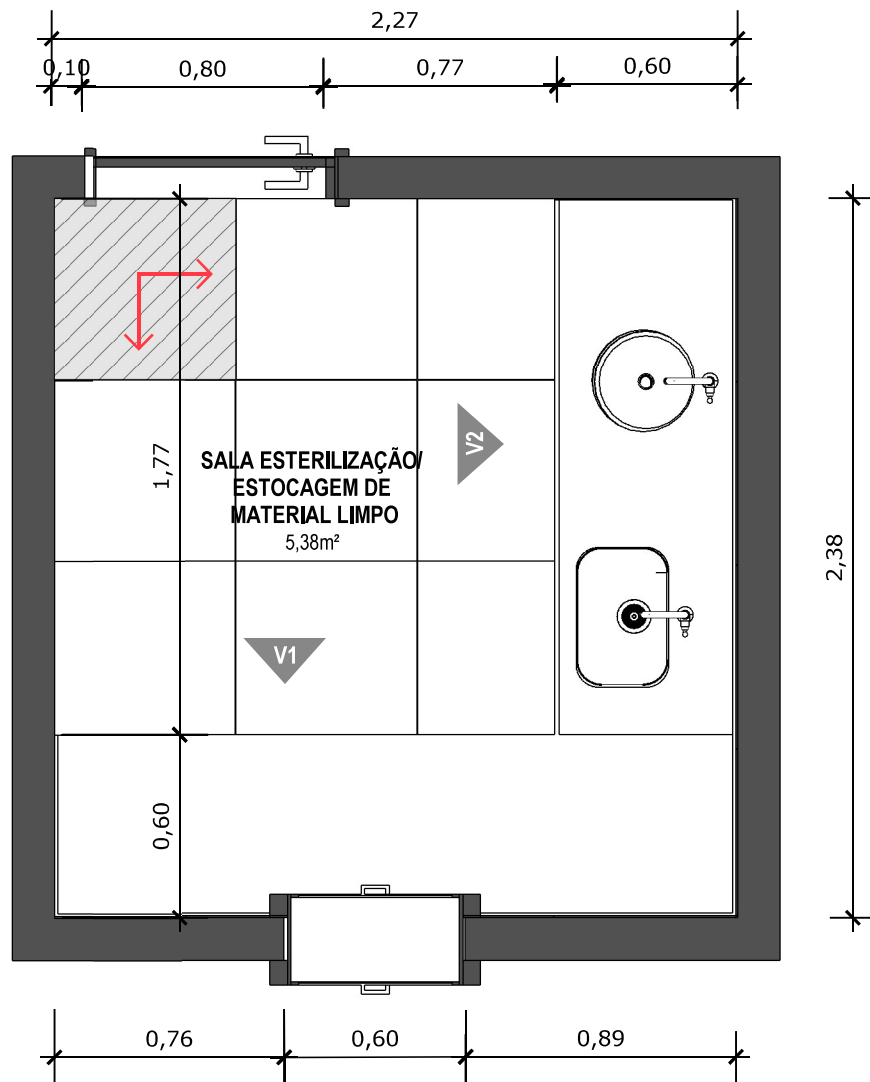 2,27
0,10
0,80
0,77
0,60
1,77
SALA ESTERILIZAÇÃO/
ESTOCAGEM DE
MATERIAL LIMPO
5,38m²
V2
V1
2,38
0,60
0,76
0,60
0,89